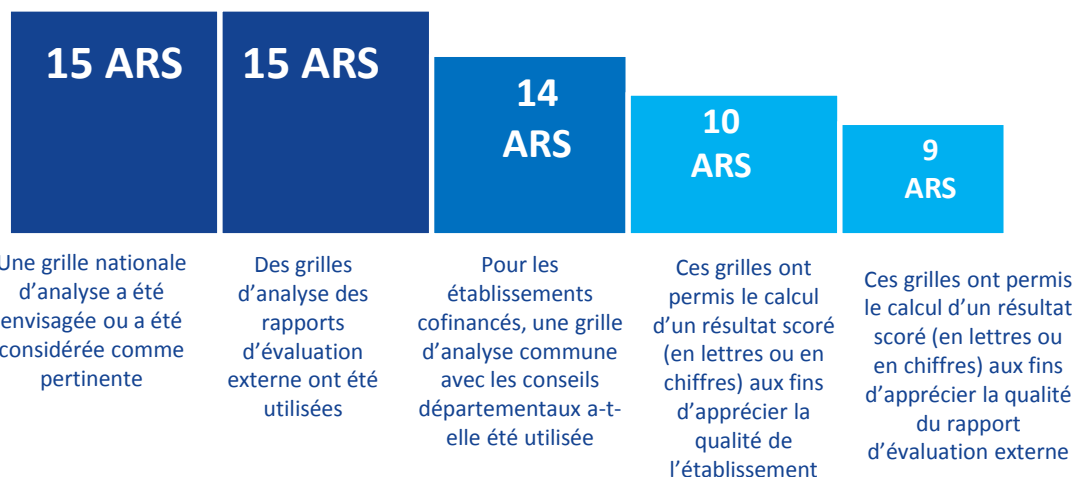 15 ARS
15 ARS
14
ARS
10
ARS
9
ARS
Une grille nationale
d’analyse a été
envisagée ou a été
considérée comme
pertinente
Des grilles
d’analyse des
rapports
d’évaluation
externe ont été
utilisées
Pour les
établissements
cofinancés, une grille
d’analyse commune
avec les conseils
départementaux a-t-
elle été utilisée
Ces grilles ont
permis le calcul
d’un résultat scoré
(en lettres ou en
chiffres) aux fins
d’apprécier la
qualité de
l’établissement
Ces grilles ont permis
le calcul d’un résultat
scoré (en lettres ou
en chiffres) aux fins
d’apprécier la qualité
du rapport
d’évaluation externe